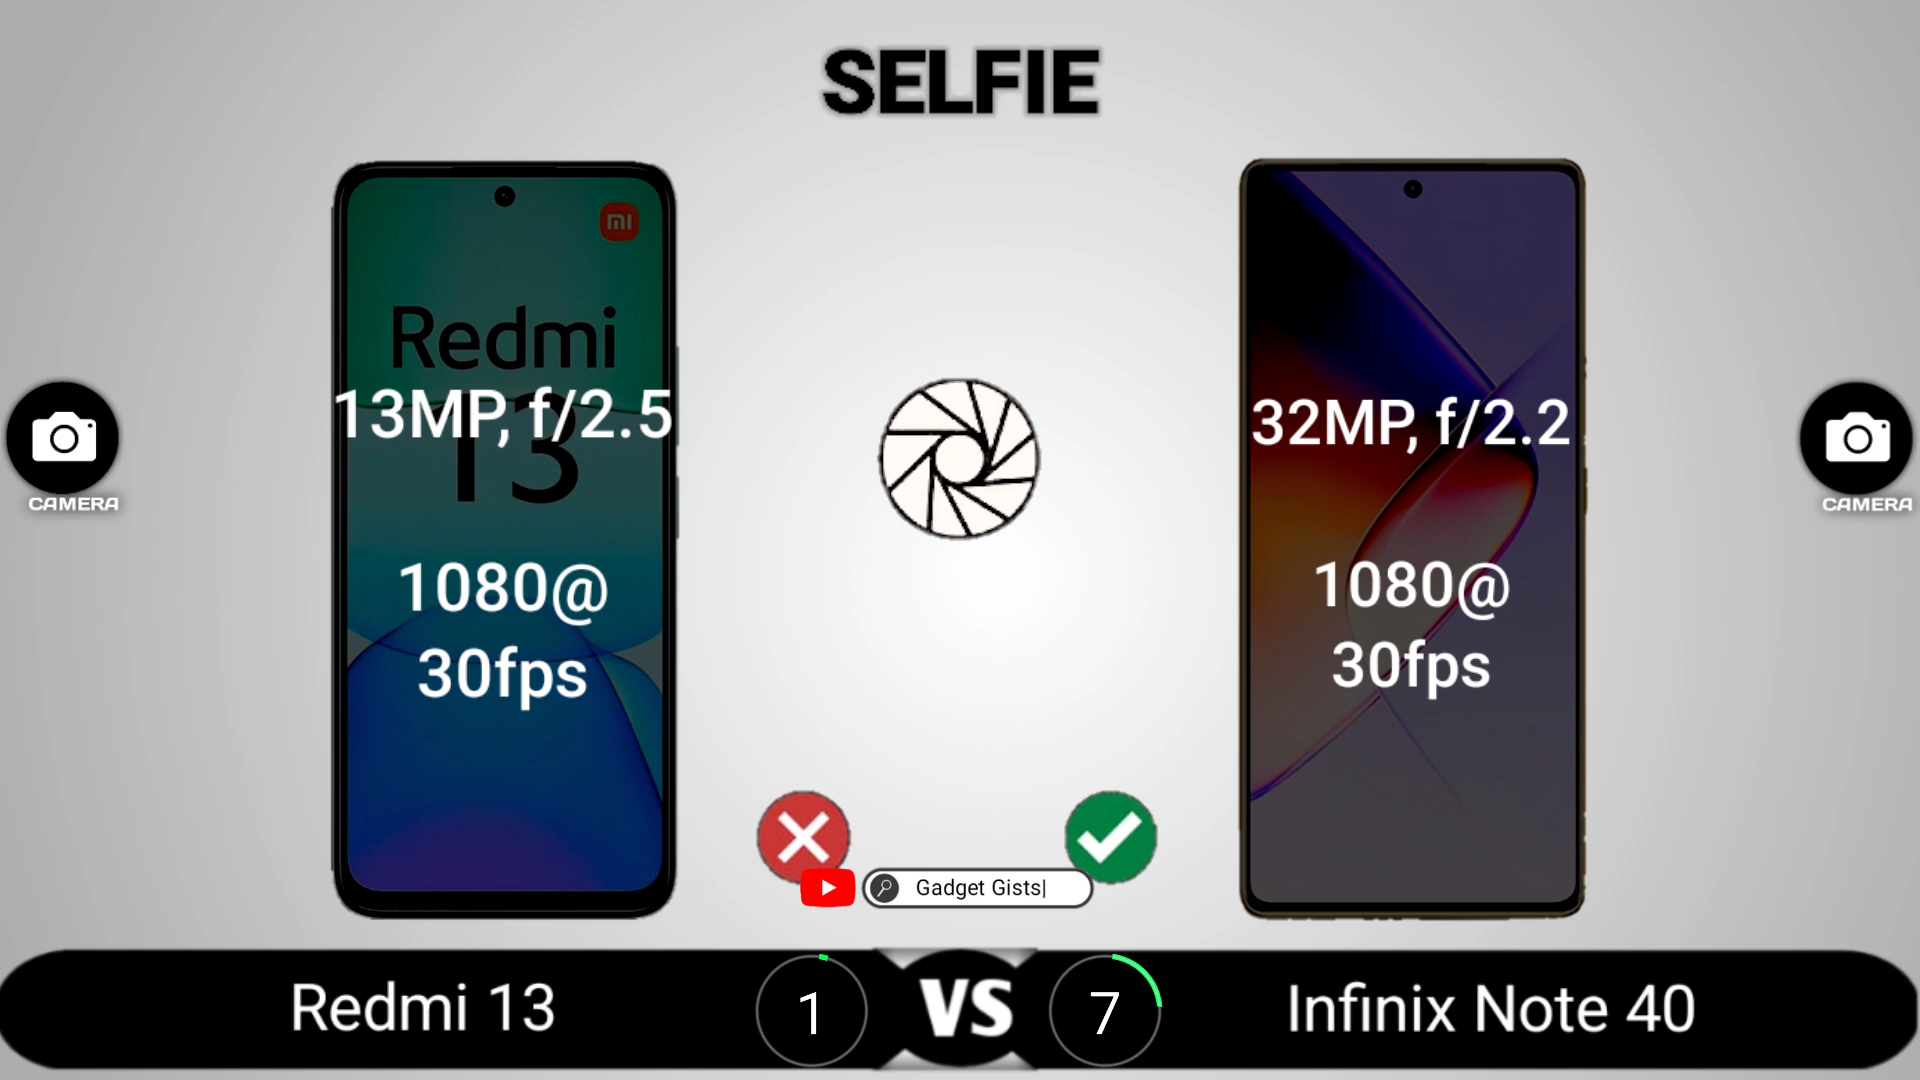 SELFIE
mi
Redmi
13
13MP, f/2.5
1080@
30fps
32MP, f/2.2
1080@
30fps
CAMERA
CAMERA
Gadget Gists|
Redmi 13
1
VS
7
Infinix Note 40